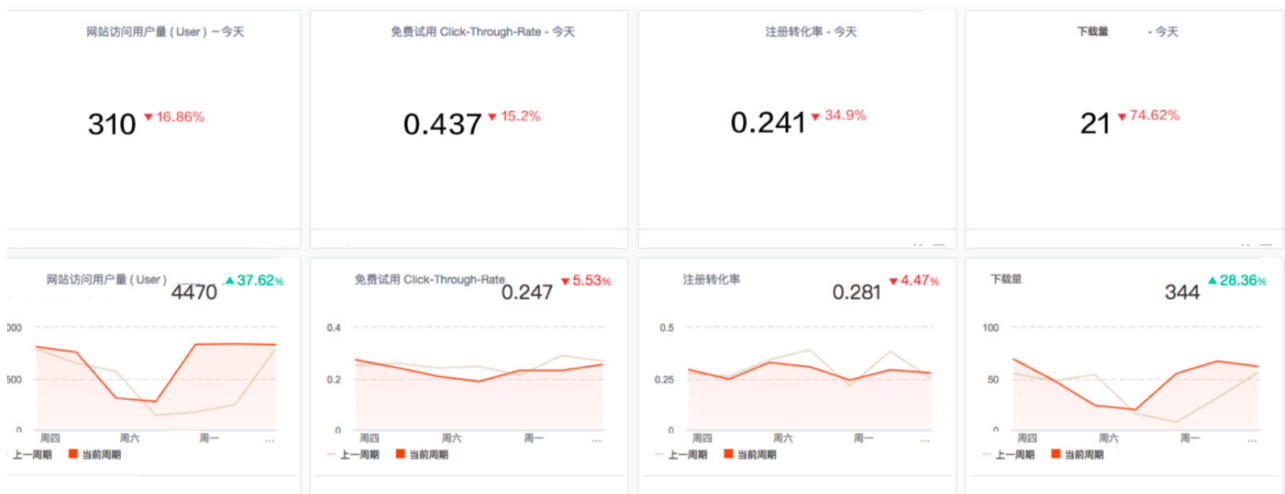 网站访问用户量 ( User ) – 今天
310 ▼16.86%
免费试用 Click-Through-Rate - 今天
0.437 ▼15.2%
注册转化率 - 今天
0.241 ▼34.9%
下载量 - 今天
21 ▼74.62%
网站访问用户量 ( User )
4470 ▲37.62%
000
500
0
周四 周六 周一 ...
上一周期 当前周期
免费试用 Click-Through-Rate
0.247 ▼5.53%
0.4
0.2
0
周四 周六 周一 ...
上一周期 当前周期
注册转化率
0.281 ▼4.47%
0.5
0.25
0
周四 周六 周一 ...
上一周期 当前周期
下载量
344 ▲28.36%
100
50
0
周四 周六 周一 ...
上一周期 当前周期